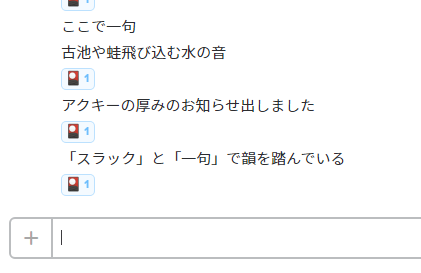 1
ここで一句
古池や蛙飛び込む水の音
1
アクキーの厚みのお知らせ出しました
1
「スラック」と「一句」で韻を踏んでいる
1